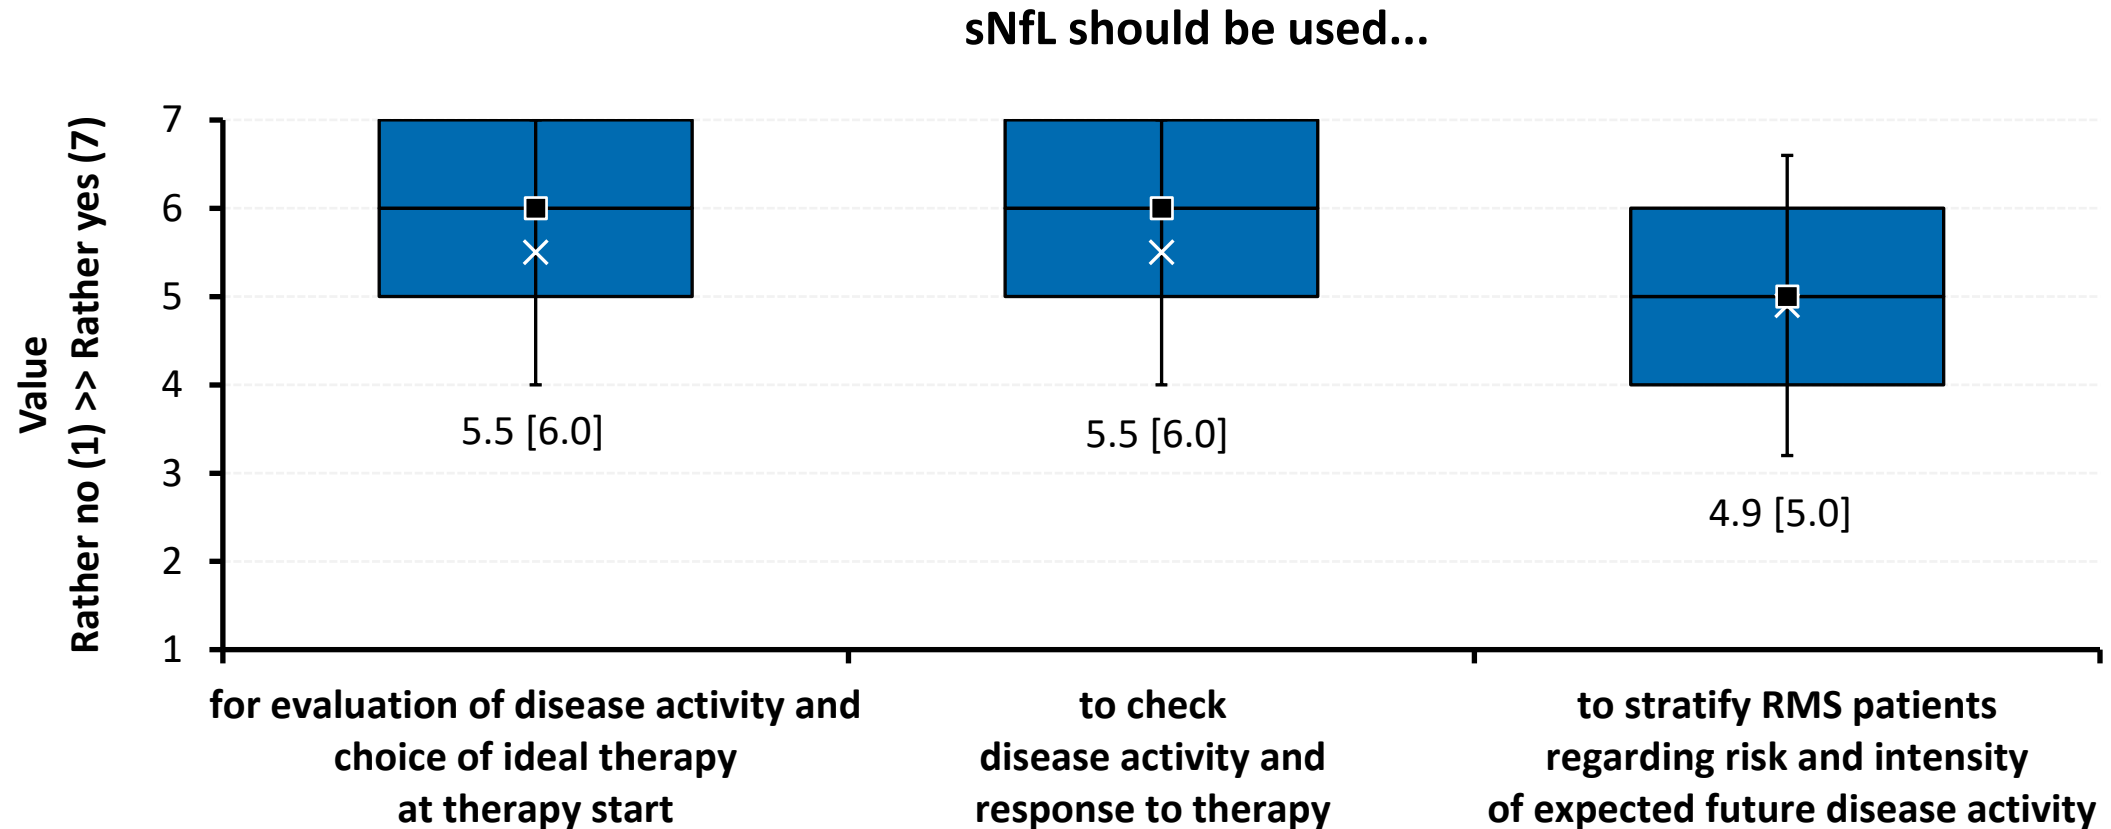 sNfL should be used...
Value
Rather no (1) >> Rather yes (7)
7
6
5
4
3
2
1
5.5 [6.0]
5.5 [6.0]
4.9 [5.0]
for evaluation of disease activity and
choice of ideal therapy
at therapy start
to check
disease activity and
response to therapy
to stratify RMS patients
regarding risk and intensity
of expected future disease activity